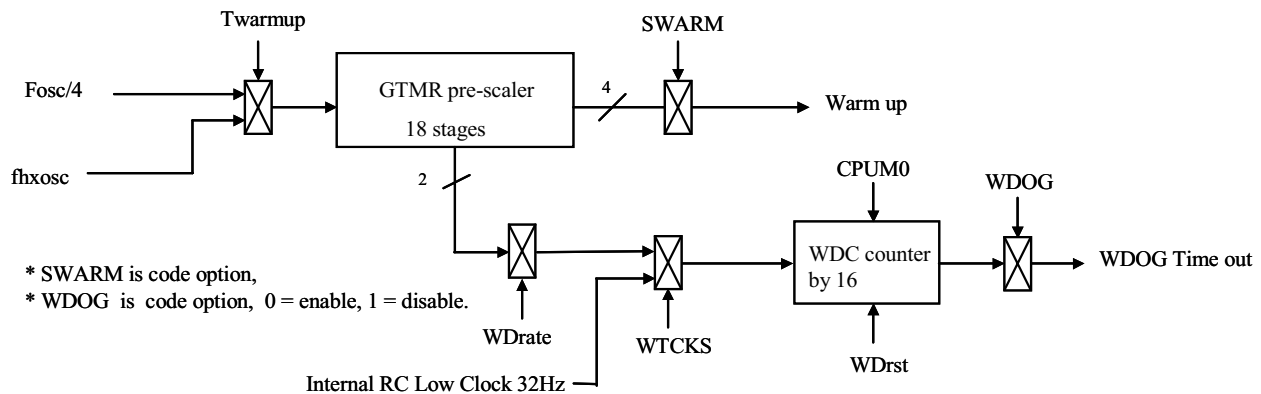 Twarmup
SWARM
Fosc/4
GTMR pre-scaler
18 stages
4
Warm up
fhxosc
2
CPUM0
WDOG
WDC counter
by 16
WDOG Time out
* SWARM is code option,
* WDOG is code option, 0 = enable, 1 = disable.
WDrate
WTCKS
WDrst
Internal RC Low Clock 32Hz